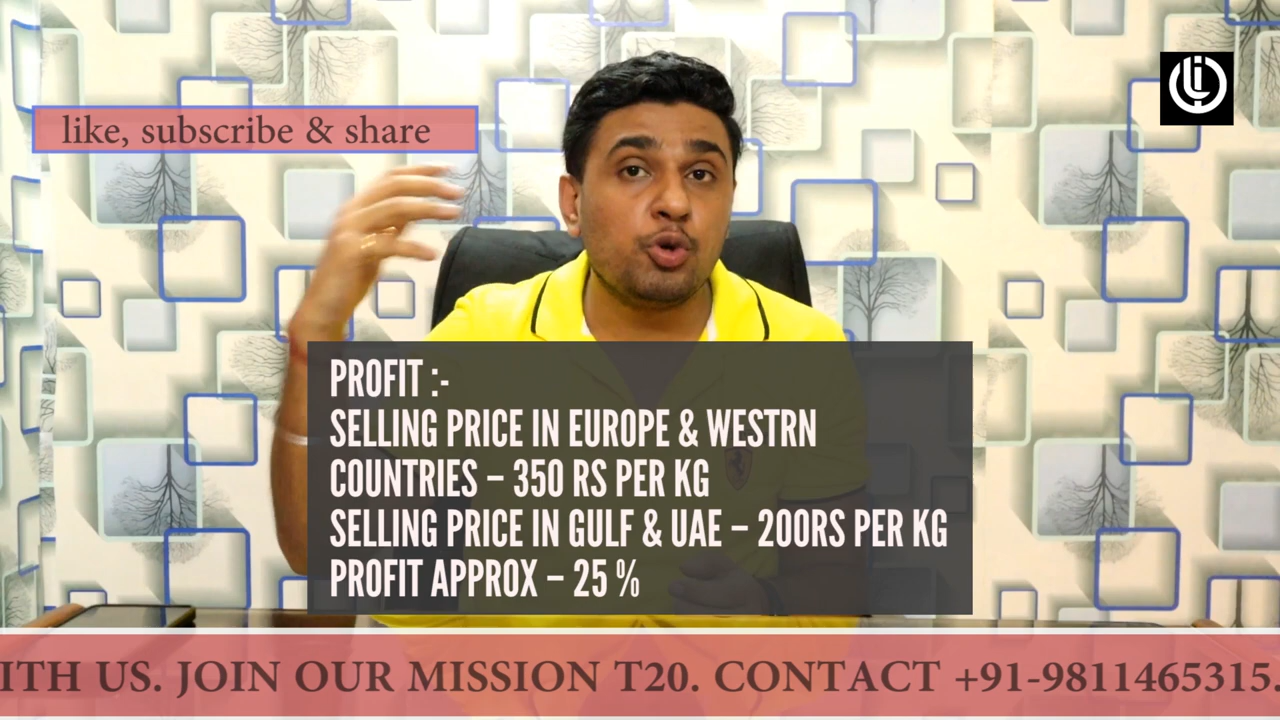 like, subscribe & share
PROFIT :-
SELLING PRICE IN EUROPE & WESTRN
COUNTRIES – 350 RS PER KG
SELLING PRICE IN GULF & UAE – 200RS PER KG
PROFIT APPROX – 25 %
ITH US. JOIN OUR MISSION T20. CONTACT +91-9811465315.